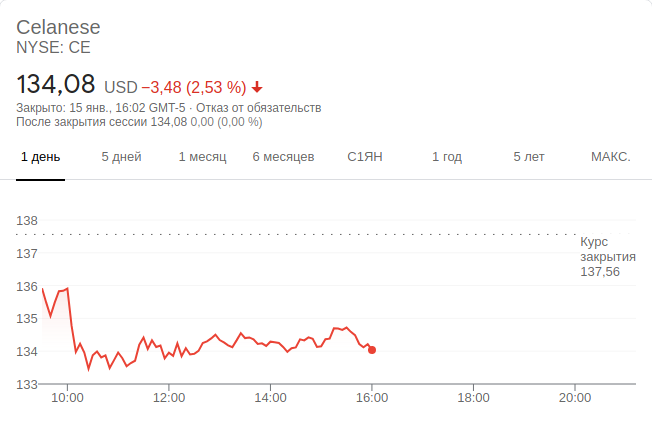 Celanese
NYSE: CE
134,08 USD −3,48 (2,53 %)
Закрыто: 15 янв., 16:02 GMT-5 · Отказ от обязательств
После закрытия сессии 134,08 0,00 (0,00 %)
1 день 5 дней 1 месяц 6 месяцев С1ЯН 1 год 5 лет МАКС.
138
Курс
закрытия
137,56
137
136
135
134
133
10:00 12:00 14:00 16:00 18:00 20:00